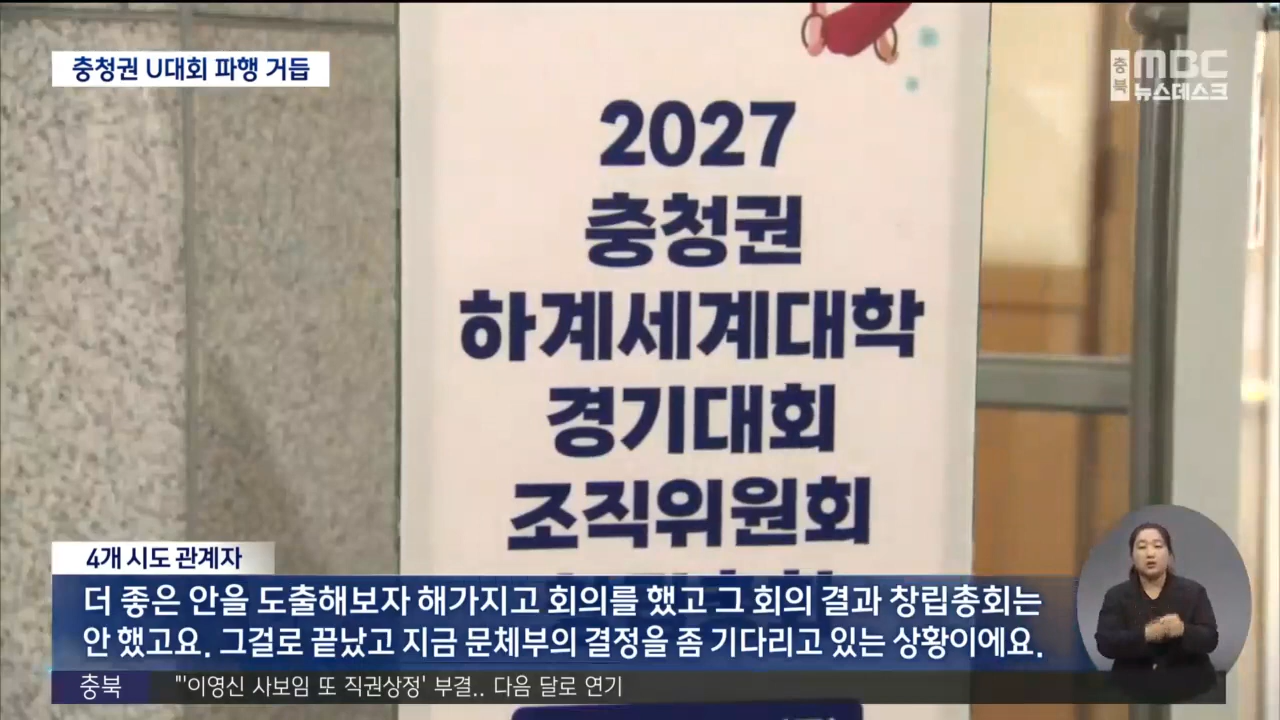 충청권 U대회 파행 거듭
충북 MBC
뉴스데스크
2027
충청권
하계세계대학
경기대회
조직위원회
4개 시도 관계자
더 좋은 안을 도출해보자 해가지고 회의를 했고 그 회의 결과 창립총회는
안 했고요. 그걸로 끝났고 지금 문체부의 결정을 좀 기다리고 있는 상황이에요.
충북 "'이영신 사보임 또 직권상정' 부결.. 다음 달로 연기